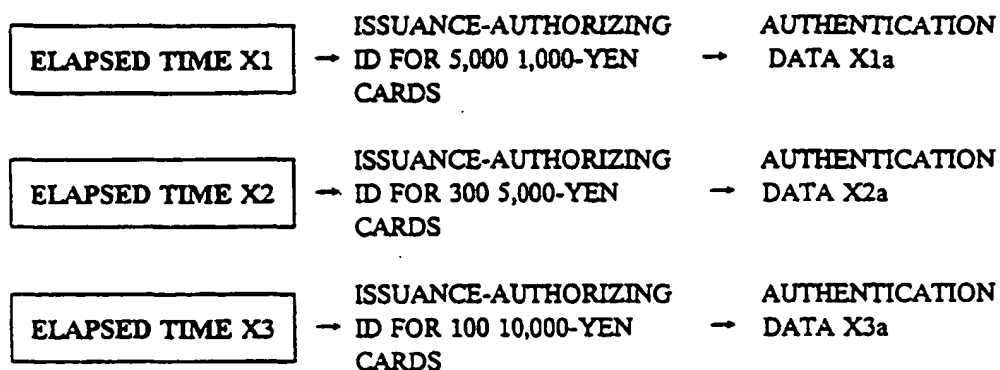 ELAPSED TIME X1 → ISSUANCE-AUTHORIZING ID FOR 5,000 1,000-YEN CARDS → AUTHENTICATION DATA X1a
ELAPSED TIME X2 → ISSUANCE-AUTHORIZING ID FOR 300 5,000-YEN CARDS → AUTHENTICATION DATA X2a
ELAPSED TIME X3 → ISSUANCE-AUTHORIZING ID FOR 100 10,000-YEN CARDS → AUTHENTICATION DATA X3a